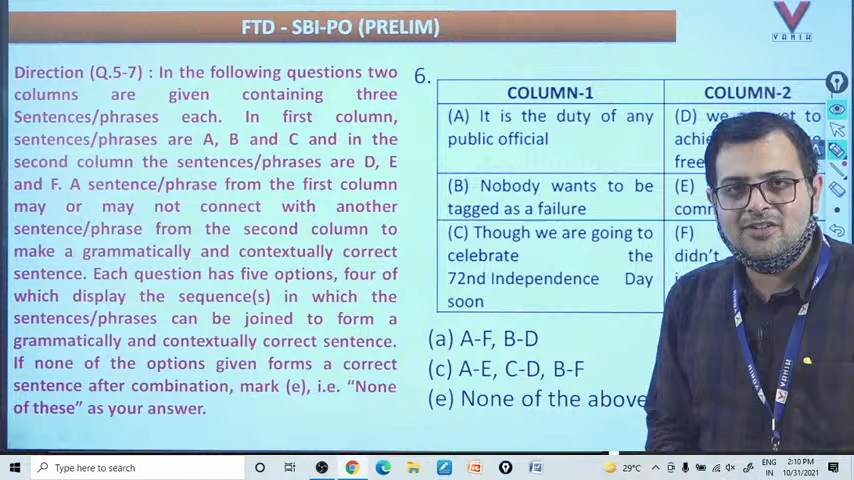 FTD - SBI-PO (PRELIM)
VANIK
Direction (Q.5-7) : In the following questions two
columns are given containing three
Sentences/phrases each. In first column,
sentences/phrases are A, B and C and in the
second column the sentences/phrases are D, E
and F. A sentence/phrase from the first column
may or may not connect with another
sentence/phrase from the second column to
make a grammatically and contextually correct
sentence. Each question has five options, four of
which display the sequence(s) in which the
sentences/phrases can be joined to form a
grammatically and contextually correct sentence.
If none of the options given forms a correct
sentence after combination, mark (e), i.e. "None
of these" as your answer.
6.
COLUMN-1
COLUMN-2
(A) It is the duty of any
public official
(D) we to
free
(B) Nobody wants to be
tagged as a failure
(E)
(C) Though we are going to
celebrate the
72nd Independence Day
soon
(F)
didn't
(a) A-F, B-D
(c) A-E, C-D, B-F
(e) None of the above
VANIK
Type here to search
29°C
ENG
IN
2:10 PM
10/31/2021